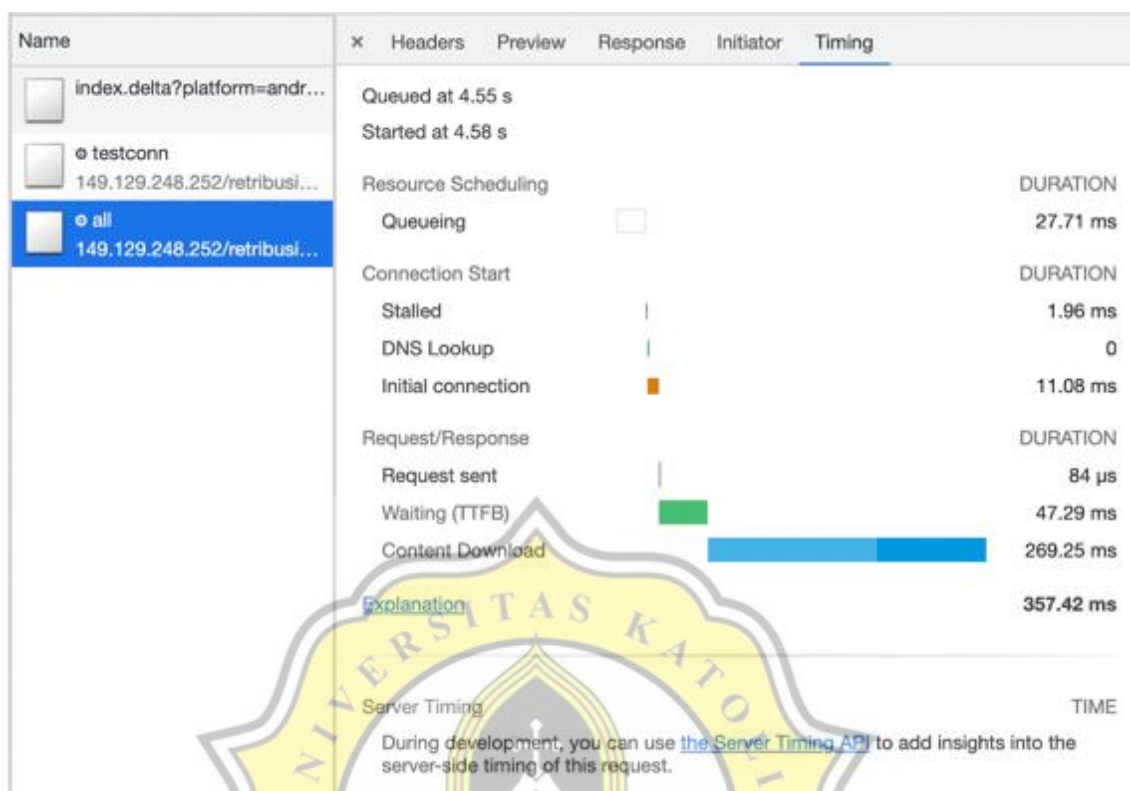 Name
× Headers Preview Response Initiator Timing
index.delta?platform=andr...
testconn
149.129.248.252/retribusi...
all
149.129.248.252/retribusi...
Queued at 4.55 s
Started at 4.58 s
Resource Scheduling DURATION
Queueing 27.71 ms
Connection Start DURATION
Stalled 1.96 ms
DNS Lookup 0
Initial connection 11.08 ms
Request/Response DURATION
Request sent 84 μs
Waiting (TTFB) 47.29 ms
Content Download 269.25 ms
Explanation 357.42 ms
Server Timing TIME
During development, you can use the Server Timing API to add insights into the
server-side timing of this request.
NIVERSITAS KATOLI